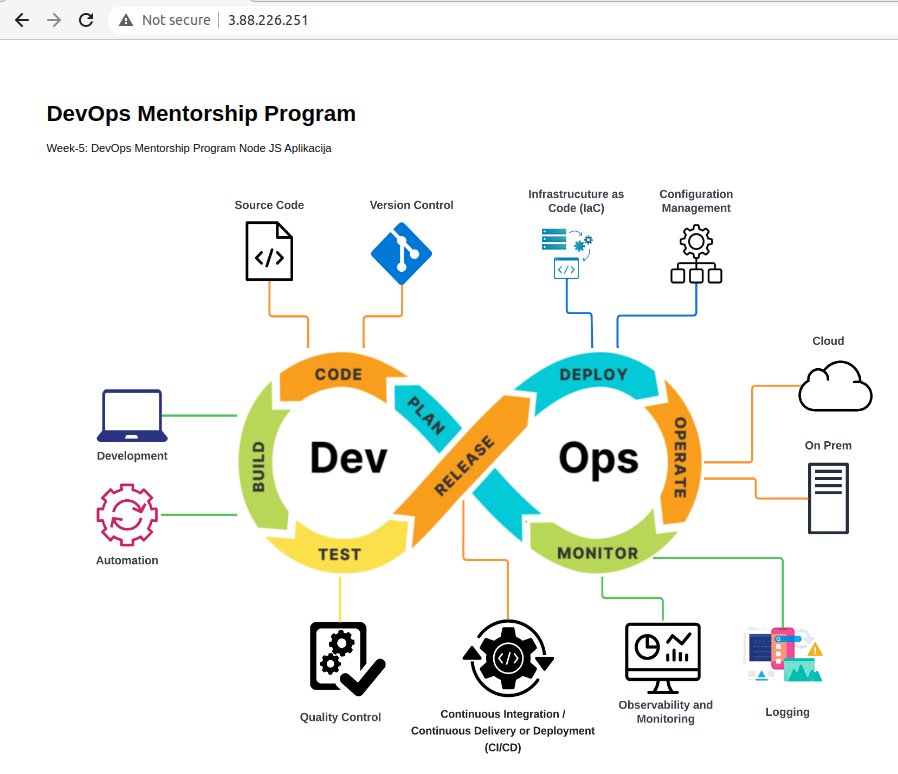 Not secure
3.88.226.251
DevOps Mentorship Program
Week-5: DevOps Mentorship Program Node JS Aplikacija
Source Code
Version Control
Infrastrucuture as
Code (IaC)
Configuration
Management
Cloud
On Prem
Development
Automation
CODE
PLAN
BUILD
Dev
TEST
RELEASE
DEPLOY
Ops
OPERATE
MONITOR
Quality Control
Continuous Integration /
Continuous Delivery or Deployment
(CI/CD)
Observability and
Monitoring
Logging